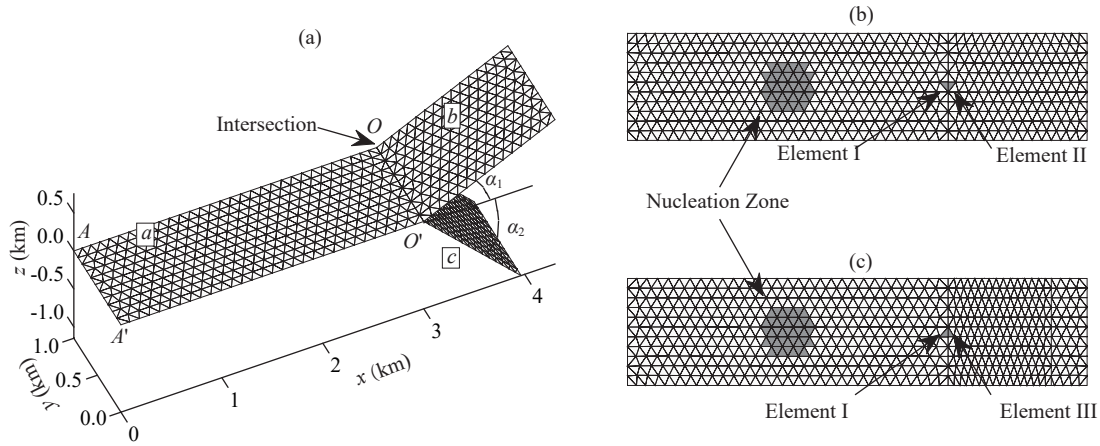 (a)
Intersection
O
b
α1
α2
A
a
O'
c
A'
0.5
0.0
-0.5
-1.0
z (km)
1.0
0.5
0.0
y (km)
0
1
2
3
4
x (km)
(b)
Element I
Element II
Nucleation Zone
(c)
Element I
Element III